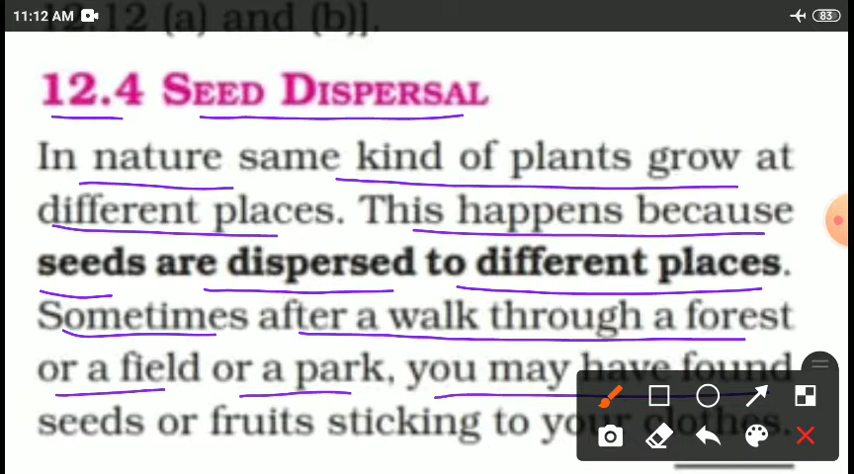 11:12 AM 83
12.12 (a) and (b)].
12.4 SEED DISPERSAL
In nature same kind of plants grow at
different places. This happens because
seeds are dispersed to different places.
Sometimes after a walk through a forest
or a field or a park, you may have found
seeds or fruits sticking to your clothes.